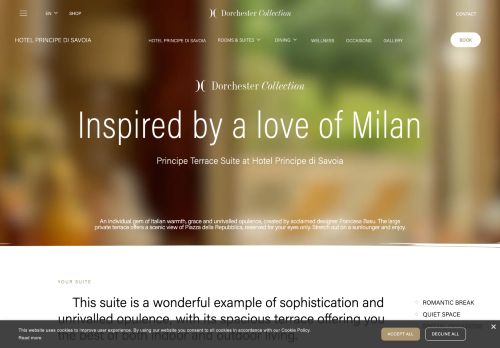 EN
SHOP
Dorchester Collection
CONTACT
HOTEL PRINCIPE DI SAVOIA
HOTEL PRINCIPE DI SAVOIA
ROOMS & SUITES
DINING
WELLNESS
OCCASIONS
GALLERY
BOOK
Dorchester Collection
Inspired by a love of Milan
Principe Terrace Suite at Hotel Principe di Savoia
An individual gem of Italian warmth, grace and unrivalled opulence, created by acclaimed designer Francesa Basu. The large
private terrace offers a scenic view of Piazza della Repubblica, reserved for your eyes only. Stretch out on a sunlounger and enjoy.
YOUR SUITE
This suite is a wonderful example of sophistication and
unrivalled opulence, with its spacious terrace offering you
the best of both indoor and outdoor living.
ROMANTIC BREAK
QUIET SPACE
This website uses cookies to improve user experience. By using our website you consent to all cookies in accordance with our Cookie Policy.
Read more
ACCEPT ALL
DECLINE ALL